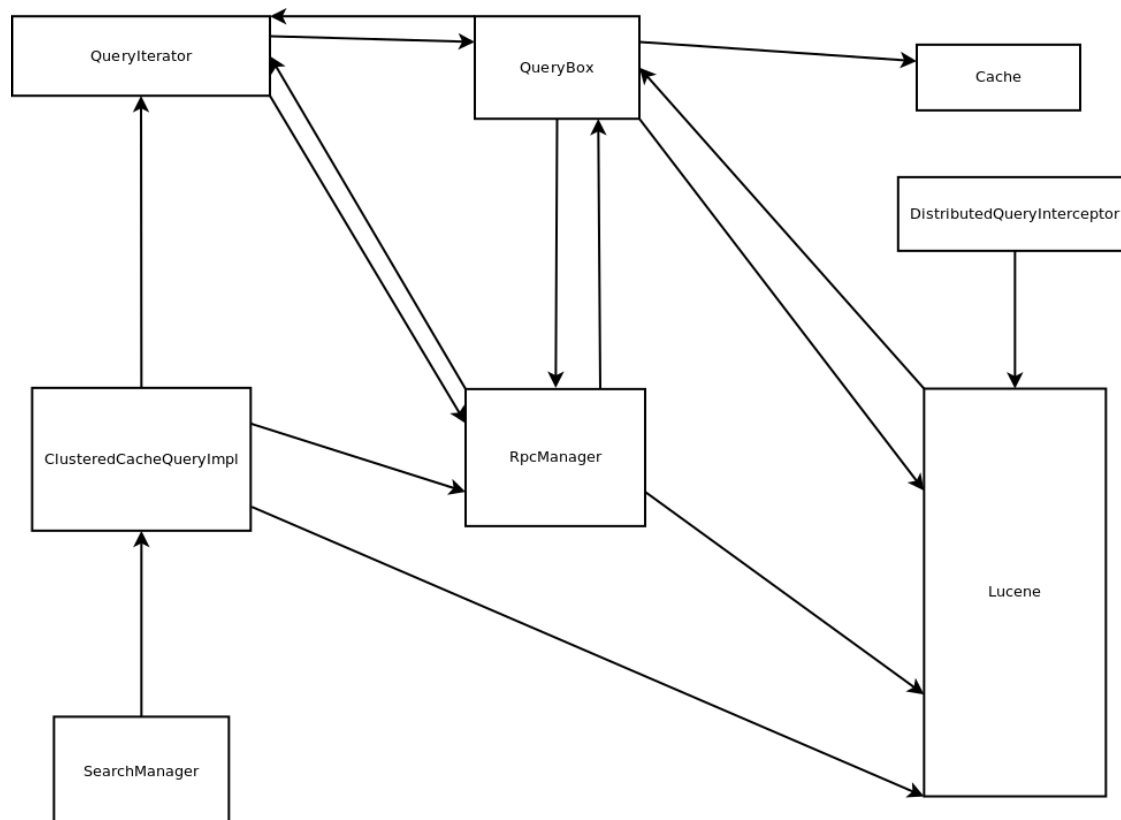 QueryIterator
QueryBox
Cache
DistributedQueryInterceptor
ClusteredCacheQueryImpl
RpcManager
Lucene
SearchManager